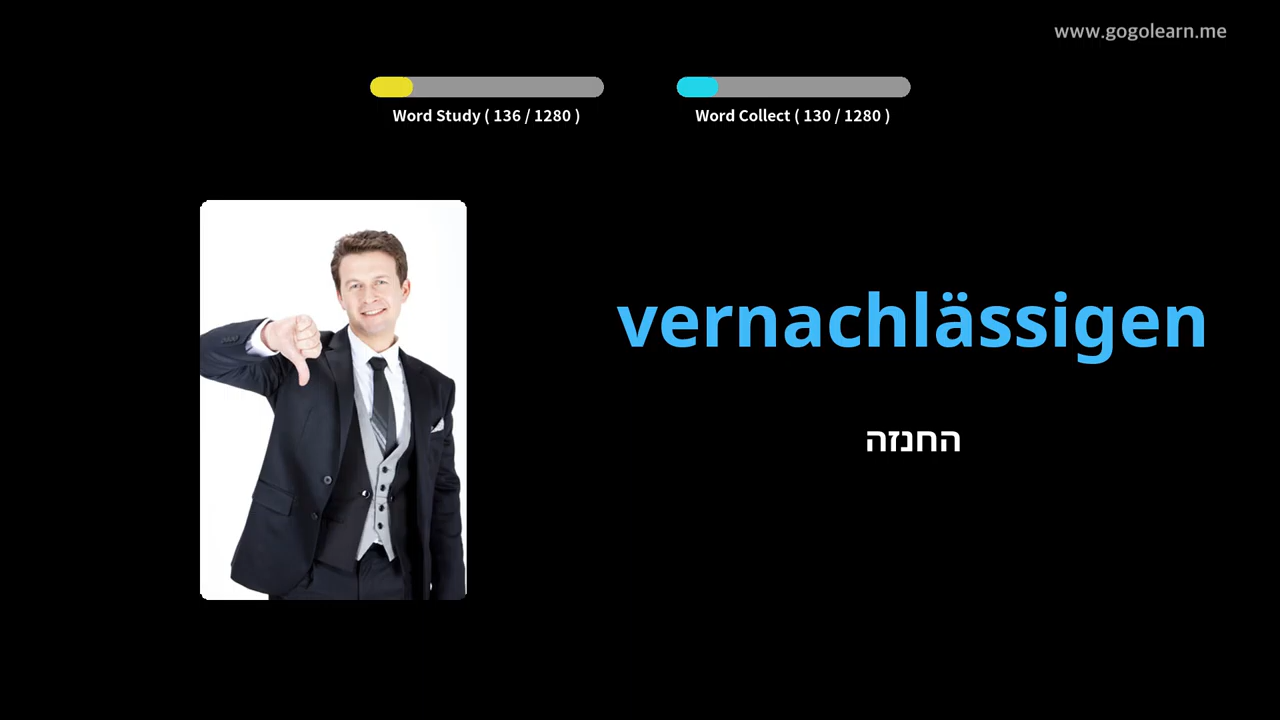 www.gogolearn.me
Word Study ( 136 / 1280 )
Word Collect ( 130 / 1280 )
vernachlässigen
החנזה